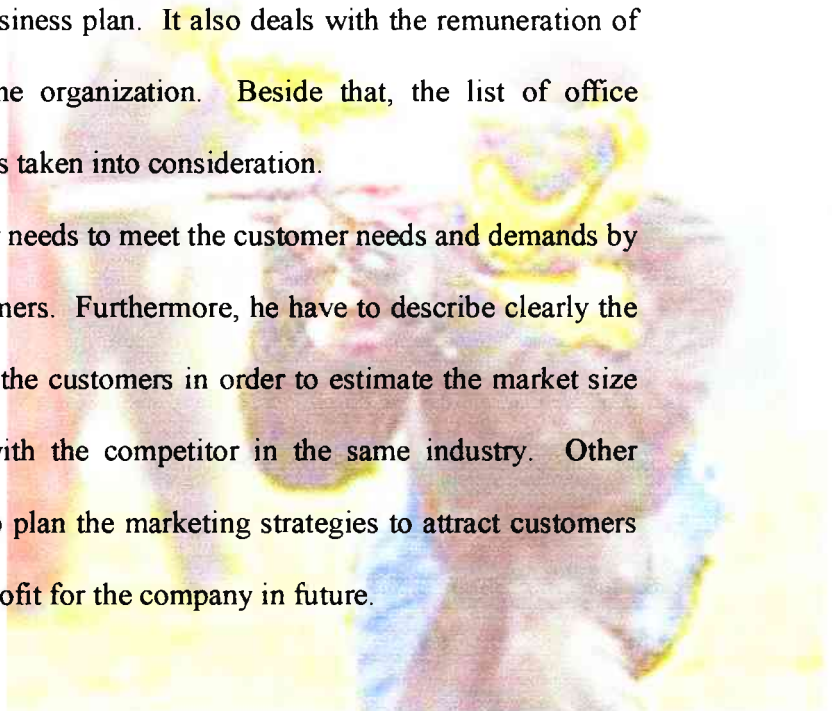 siness plan. It also deals with the remuneration of
ne organization. Beside that, the list of office
s taken into consideration.
needs to meet the customer needs and demands by
mers. Furthermore, he have to describe clearly the
the customers in order to estimate the market size
with the competitor in the same industry. Other
plan the marketing strategies to attract customers
ofit for the company in future.